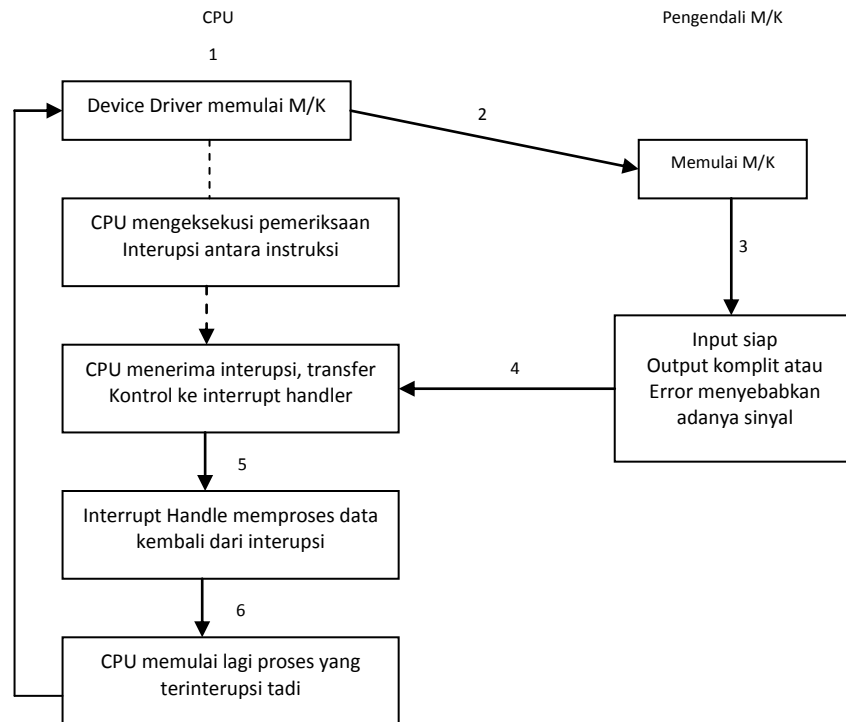 CPU
Pengendali M/K
1
Device Driver memulai M/K
2
Memulai M/K
CPU mengeksekusi pemeriksaan
Interupsi antara instruksi
3
CPU menerima interupsi, transfer
Kontrol ke interrupt handler
4
Input siap
Output komplit atau
Error menyebabkan
adanya sinyal
5
Interrupt Handle memproses data
kembali dari interupsi
6
CPU memulai lagi proses yang
terinterupsi tadi